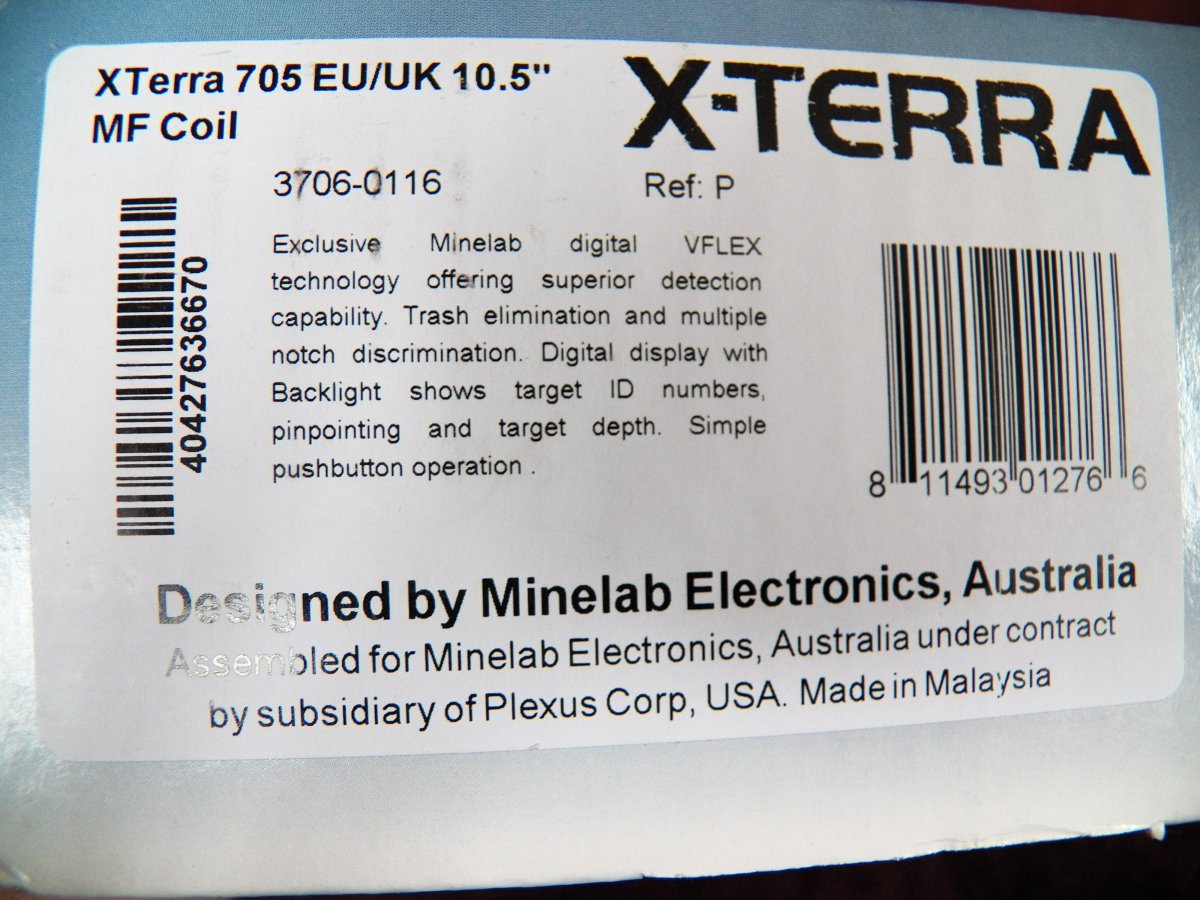 XTerra 705 EU/UK 10.5"
MF Coil
X-TERRA
3706-0116
Ref: P
40427636670
Exclusive Minelab digital VFLEX
technology offering superior detection
capability. Trash elimination and multiple
notch discrimination. Digital display with
Backlight shows target ID numbers,
pinpointing and target depth. Simple
pushbutton operation .
8 11493 01276 6
Designed by Minelab Electronics, Australia
Assembled for Minelab Electronics, Australia under contract
by subsidiary of Plexus Corp, USA. Made in Malaysia